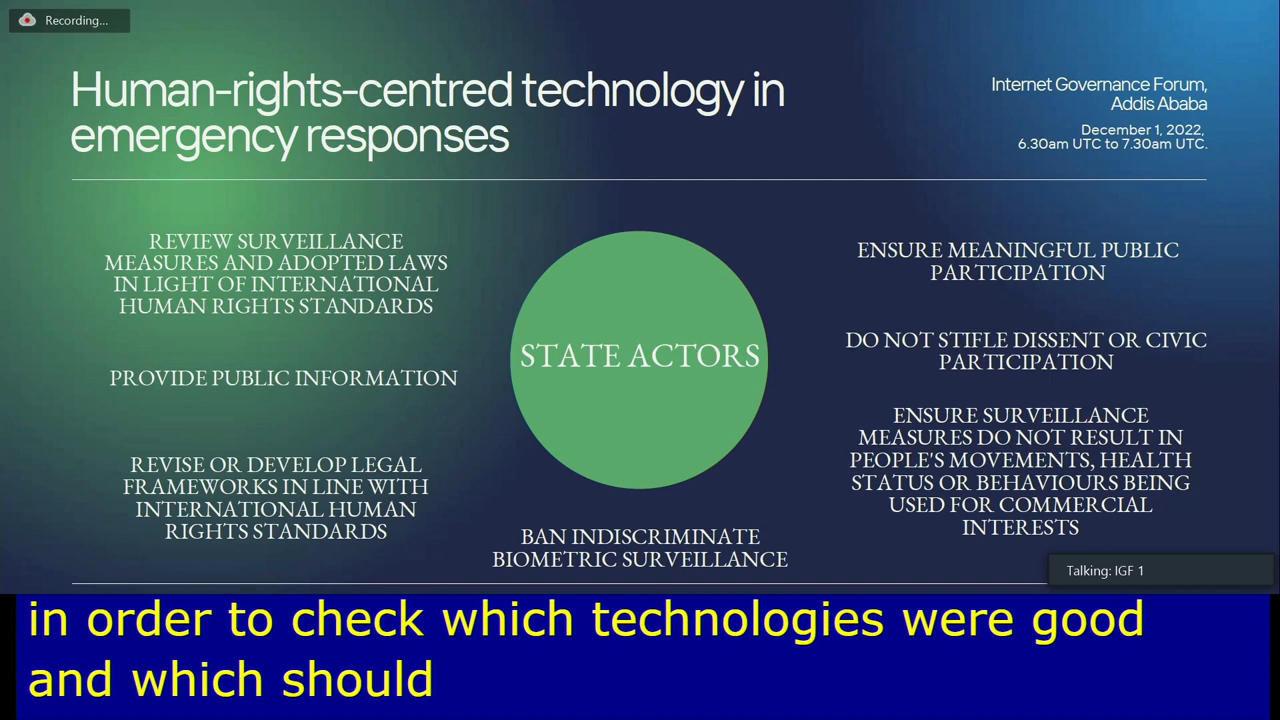 Recording...
Human-rights-centred technology in
emergency responses
Internet Governance Forum,
Addis Ababa
December 1, 2022,
6.30am UTC to 7.30am UTC.
REVIEW SURVEILLANCE
MEASURES AND ADOPTED LAWS
IN LIGHT OF INTERNATIONAL
HUMAN RIGHTS STANDARDS
PROVIDE PUBLIC INFORMATION
REVISE OR DEVELOP LEGAL
FRAMEWORKS IN LINE WITH
INTERNATIONAL HUMAN
RIGHTS STANDARDS
STATE ACTORS
BAN INDISCRIMINATE
BIOMETRIC SURVEILLANCE
ENSURE MEANINGFUL PUBLIC
PARTICIPATION
DO NOT STIFLE DISSENT OR CIVIC
PARTICIPATION
ENSURE SURVEILLANCE
MEASURES DO NOT RESULT IN
PEOPLE'S MOVEMENTS, HEALTH
STATUS OR BEHAVIOURS BEING
USED FOR COMMERCIAL
INTERESTS
Talking: IGF 1
in order to check which technologies were good
and which should